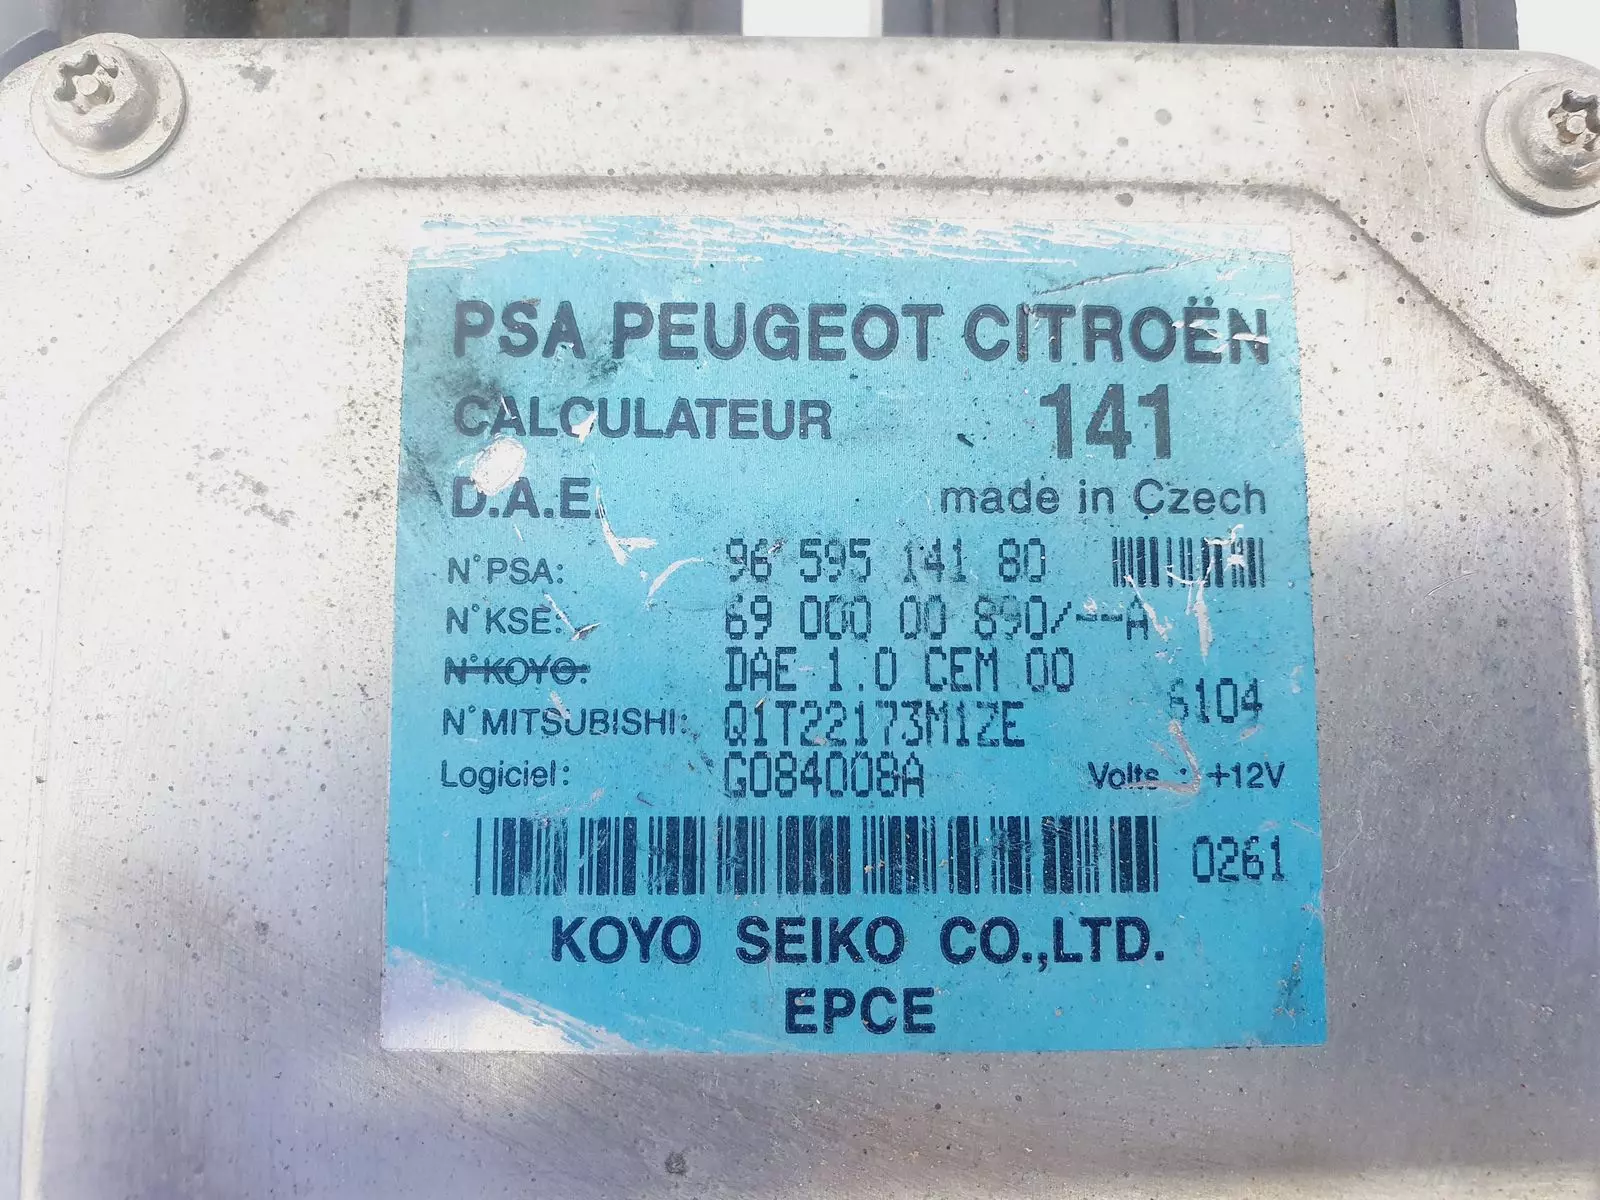 PSA PEUGEOT CITROËN
CALCULATEUR 141
D.A.E. made in Czech
N°PSA: 96 595 141 80
N°KSE: 69 000 00 890/--A
N°KOYO: DAE 1.0 CEM 00
6104
N°MITSUBISHI: Q1T22173M1ZE
Logiciel: G084008A Volts : +12V
0261
KOYO SEIKO CO.,LTD.
EPCE